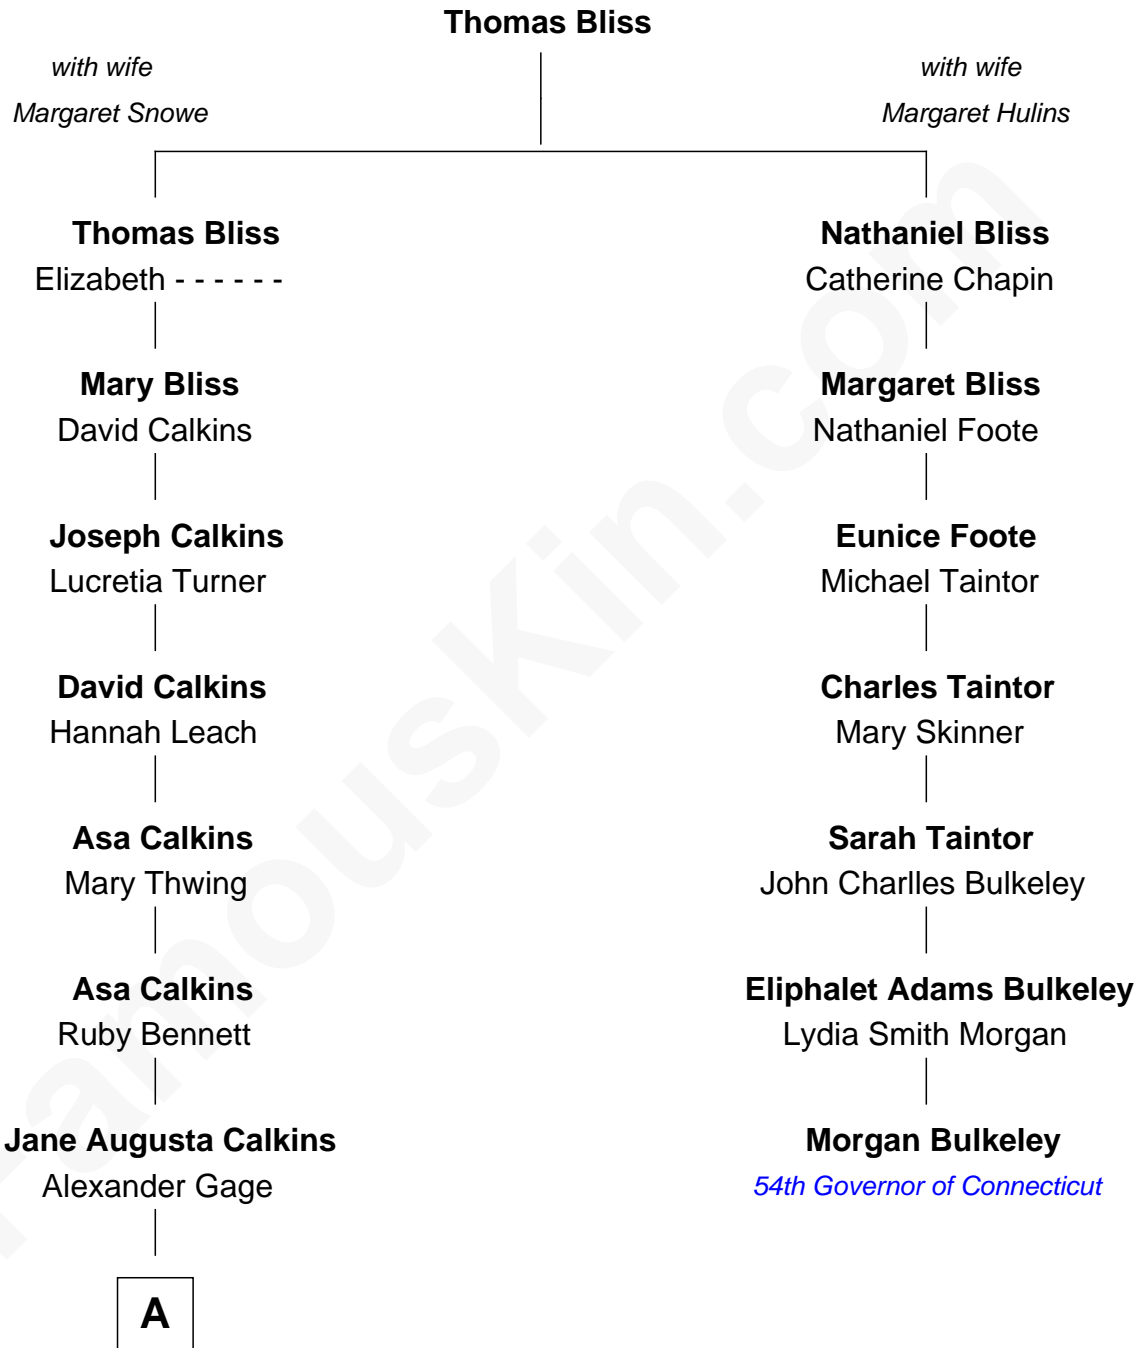 Thomas Bliss
with wife
Margaret Snowe
with wife
Margaret Hulins
Thomas Bliss
Elizabeth - - - - - -
Nathaniel Bliss
Catherine Chapin
Mary Bliss
David Calkins
Margaret Bliss
Nathaniel Foote
Joseph Calkins
Lucretia Turner
Eunice Foote
Michael Taintor
David Calkins
Hannah Leach
Charles Taintor
Mary Skinner
Asa Calkins
Mary Thwing
Sarah Taintor
John Charlles Bulkeley
Asa Calkins
Ruby Bennett
Eliphalet Adams Bulkeley
Lydia Smith Morgan
Jane Augusta Calkins
Alexander Gage
Morgan Bulkeley
54th Governor of Connecticut
A
FamousKin.com